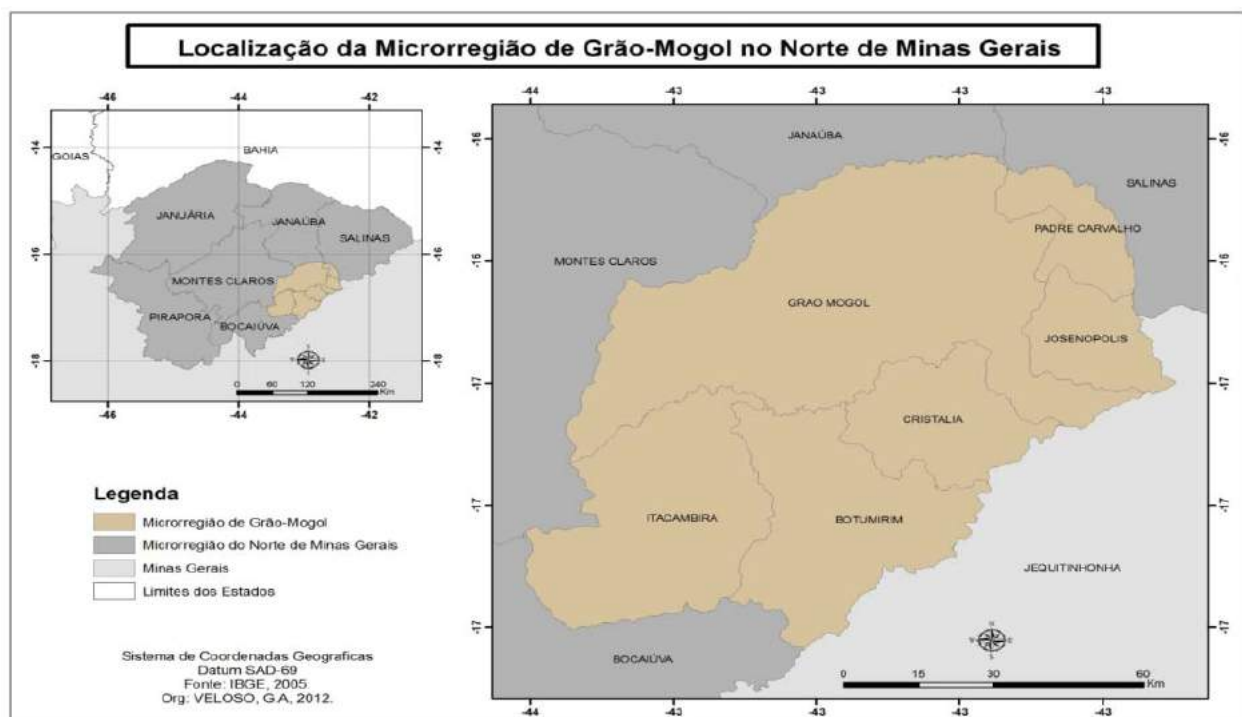 Localização da Microrregião de Grão-Mogol no Norte de Minas Gerais
-46 -44 -42
-14
-16
-18
GOIAS
BAHIA
JANUÁRIA
JANAÚBA
SALINAS
MONTES CLAROS
PIRAPORA
BOCAIÚVA
0 60 120 240
Km
-46 -44 -42
Legenda
Microrregião de Grão-Mogol
Microrregião do Norte de Minas Gerais
Minas Gerais
Limites dos Estados
Sistema de Coordenadas Geograficas
Datum SAD-69
Fonte: IBGE, 2005.
Org: VELOSO, G.A, 2012.
-44 -43 -43 -43 -43
-16 -16
-16 -16
-17 -17
-17 -17
-17 -17
JANAÚBA
SALINAS
PADRE CARVALHO
MONTES CLAROS
GRAO MOGOL
JOSENOPOLIS
CRISTALIA
ITACAMBIRA
BOTUMIRIM
JEQUITINHONHA
BOCAIÚVA
N
S
0 15 30 60
Km
-44 -43 -43 -43 -43